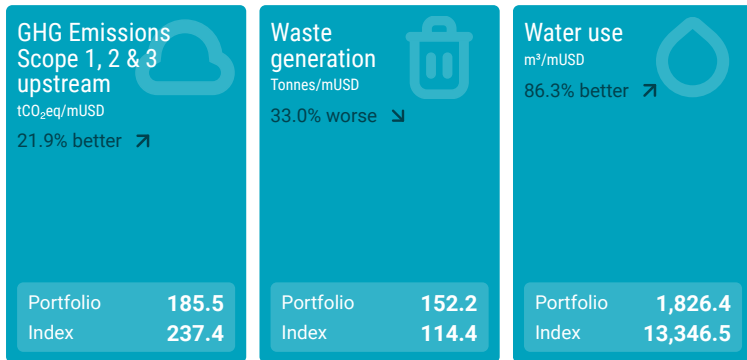 GHG Emissions
Scope 1, 2 & 3
upstream
tCO₂eq/mUSD
21.9% better
Portfolio 185.5
Index 237.4
Waste
generation
Tonnes/mUSD
33.0% worse
Portfolio 152.2
Index 114.4
Water use
m³/mUSD
86.3% better
Portfolio 1,826.4
Index 13,346.5